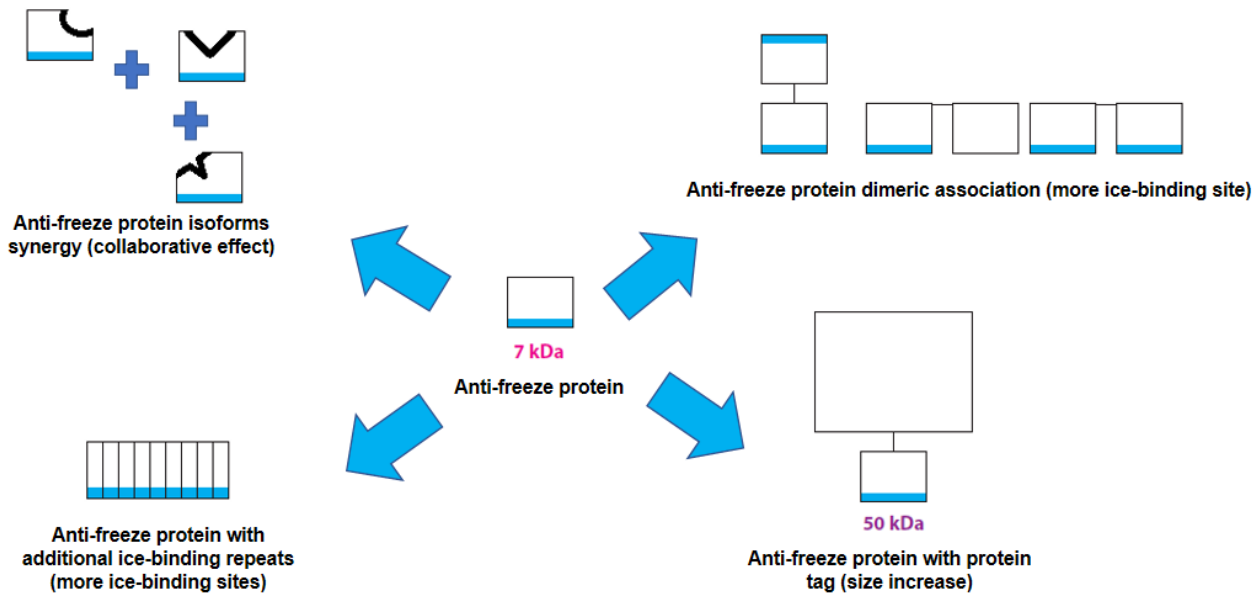 Anti-freeze protein isoforms
synergy (collaborative effect)
Anti-freeze protein dimeric association (more ice-binding site)
7 kDa
Anti-freeze protein
Anti-freeze protein with
additional ice-binding repeats
(more ice-binding sites)
50 kDa
Anti-freeze protein with protein
tag (size increase)